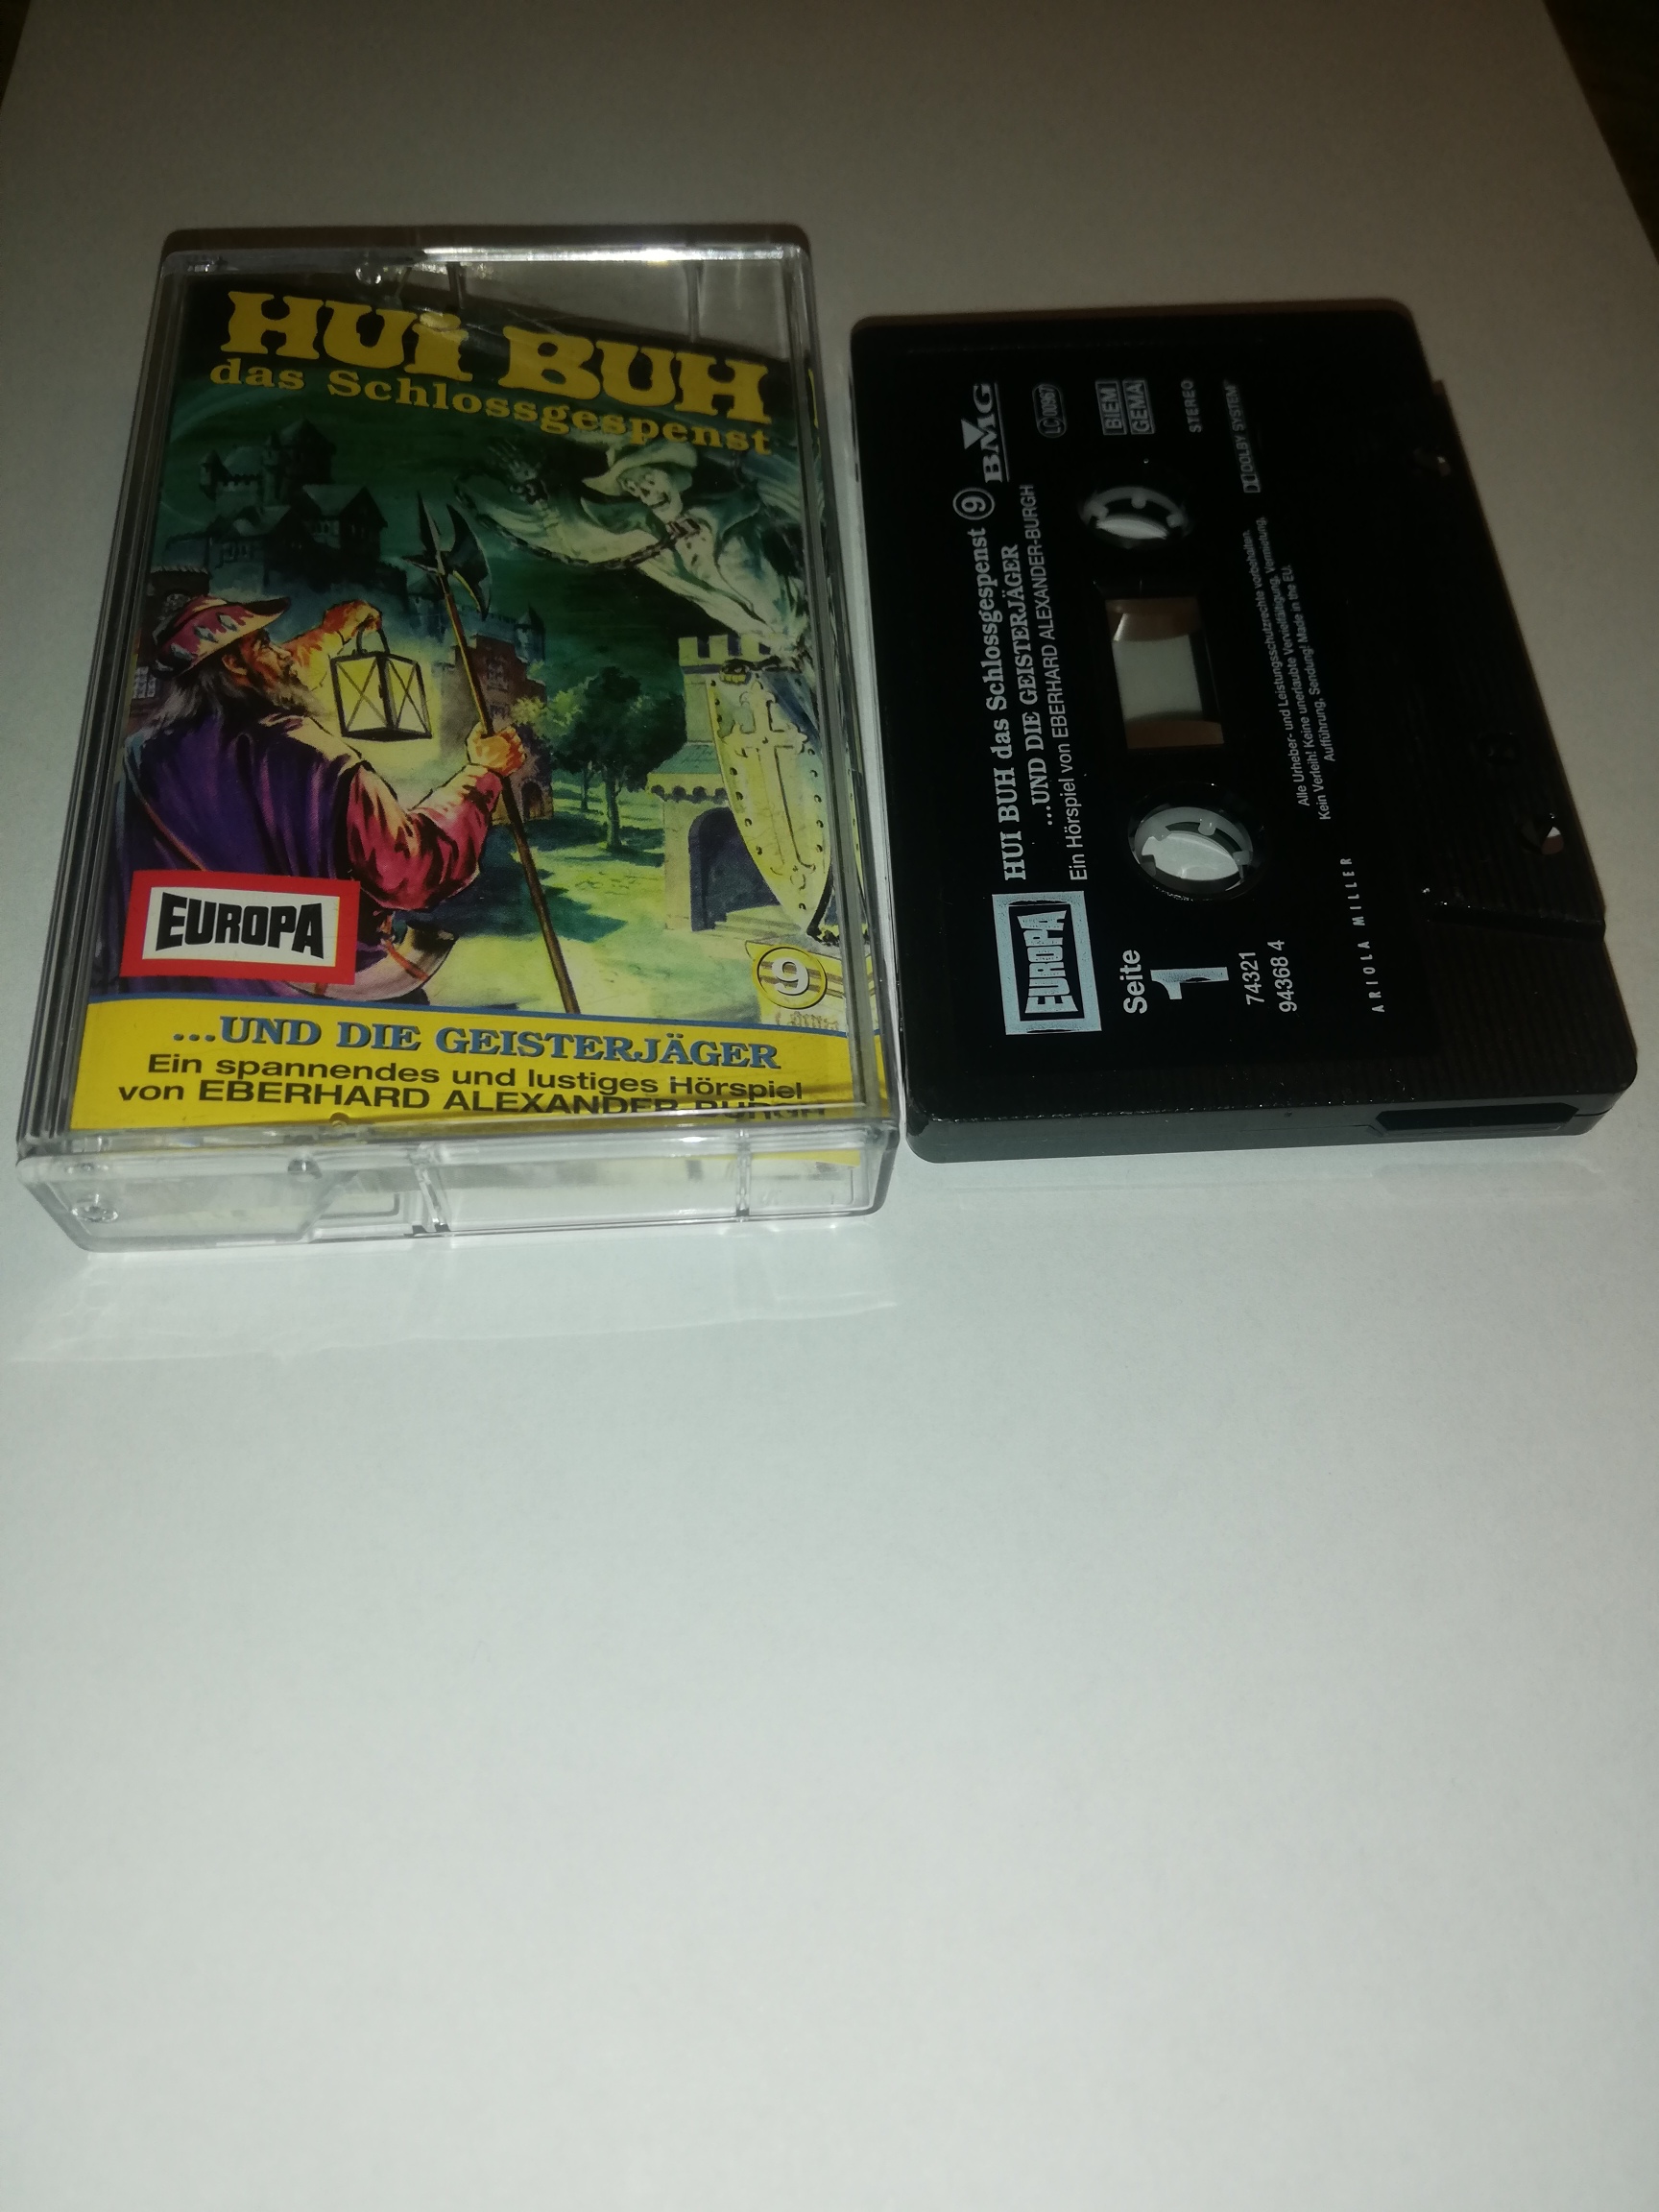 HUi BUH
das Schlossgespenst
EUROPA
9
...UND DIE GEISTERJÄGER
Ein spannendes und lustiges Hörspiel
von EBERHARD ALEXANDER-BURGH
EUROPA
HUI BUH das Schlossgespenst 9
...UND DIE GEISTERJÄGER
Ein Hörspiel von EBERHARD ALEXANDER-BURGH
BMG
LC 00967
BIEM
GEMA
STEREO
DOLBY SYSTEM
Seite
1
74321
94368 4
Alle Urheber- und Leistungsschutzrechte vorbehalten.
Kein Verleih! Keine unerlaubte Vervielfältigung, Vermietung,
Aufführung, Sendung! Made in the EU.
ARIOLA MILLER